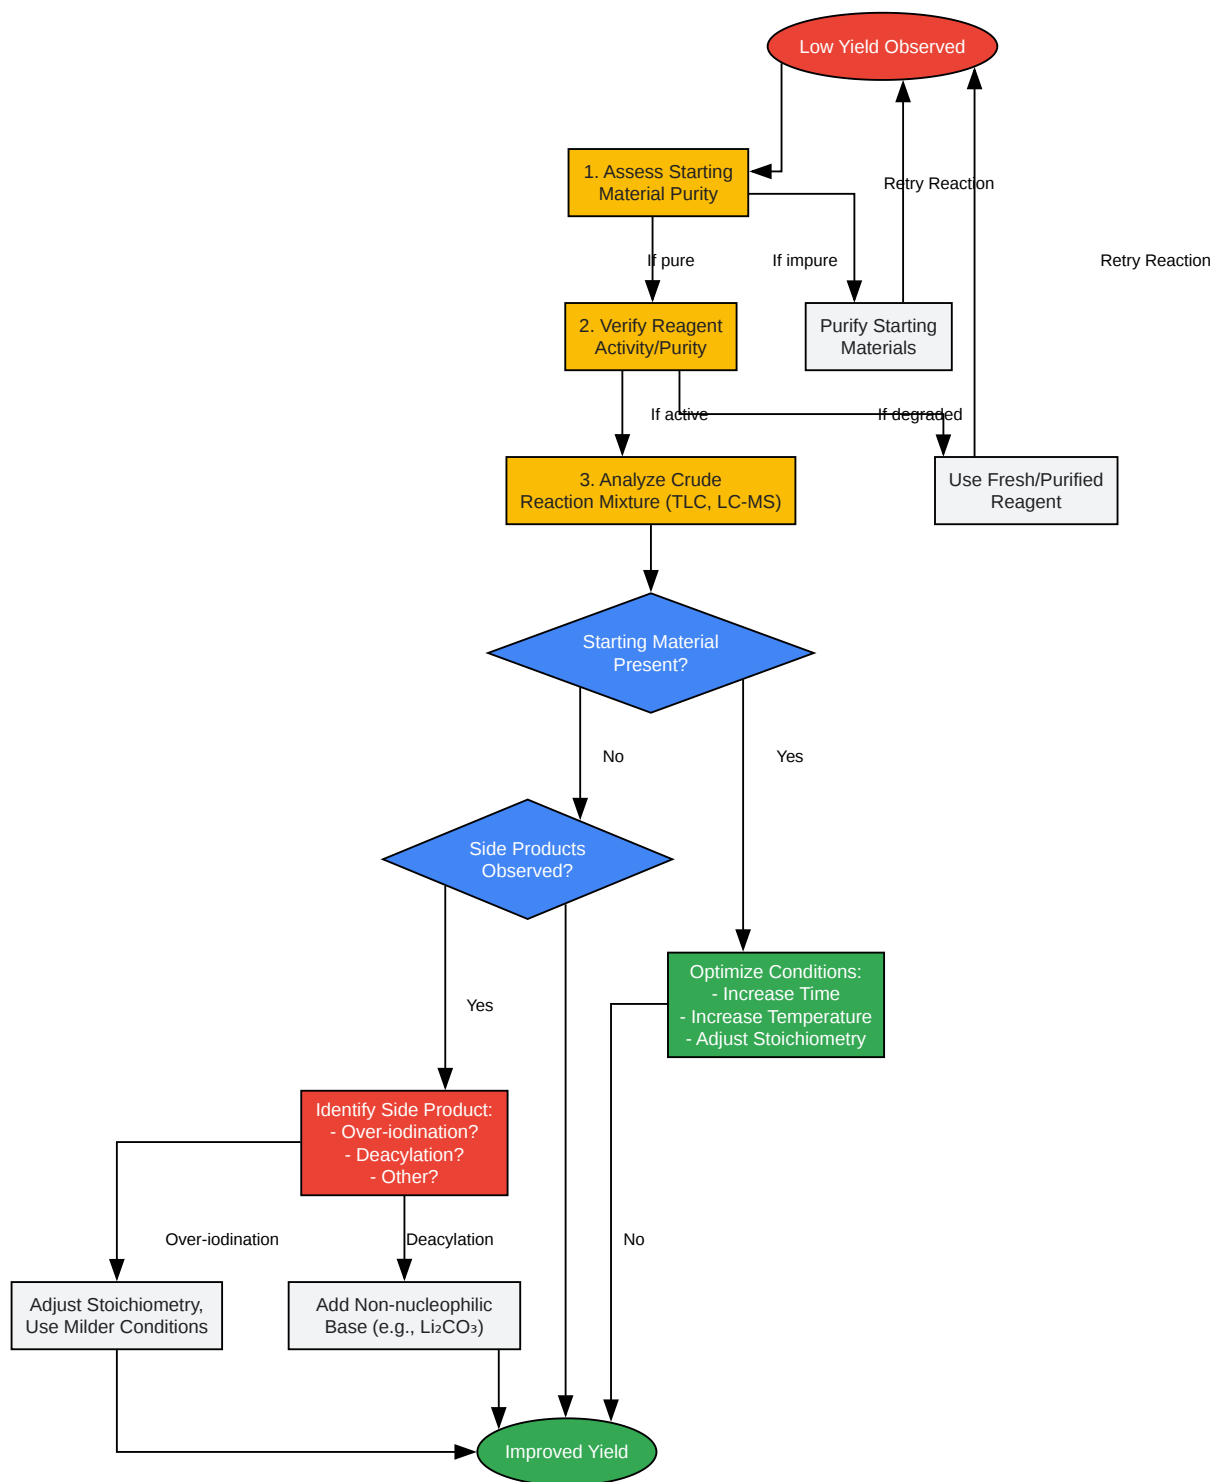 Low Yield Observed
1. Assess Starting
Material Purity
Retry Reaction
If pure
If impure
Retry Reaction
2. Verify Reagent
Activity/Purity
Purify Starting
Materials
If active
If degraded
3. Analyze Crude
Reaction Mixture (TLC, LC-MS)
Use Fresh/Purified
Reagent
Starting Material
Present?
No
Yes
Side Products
Observed?
Optimize Conditions:
- Increase Time
- Increase Temperature
- Adjust Stoichiometry
Yes
Identify Side Product:
- Over-iodination?
- Deacylation?
- Other?
Over-iodination
Deacylation
No
Adjust Stoichiometry,
Use Milder Conditions
Add Non-nucleophilic
Base (e.g., Li₂CO₃)
Improved Yield